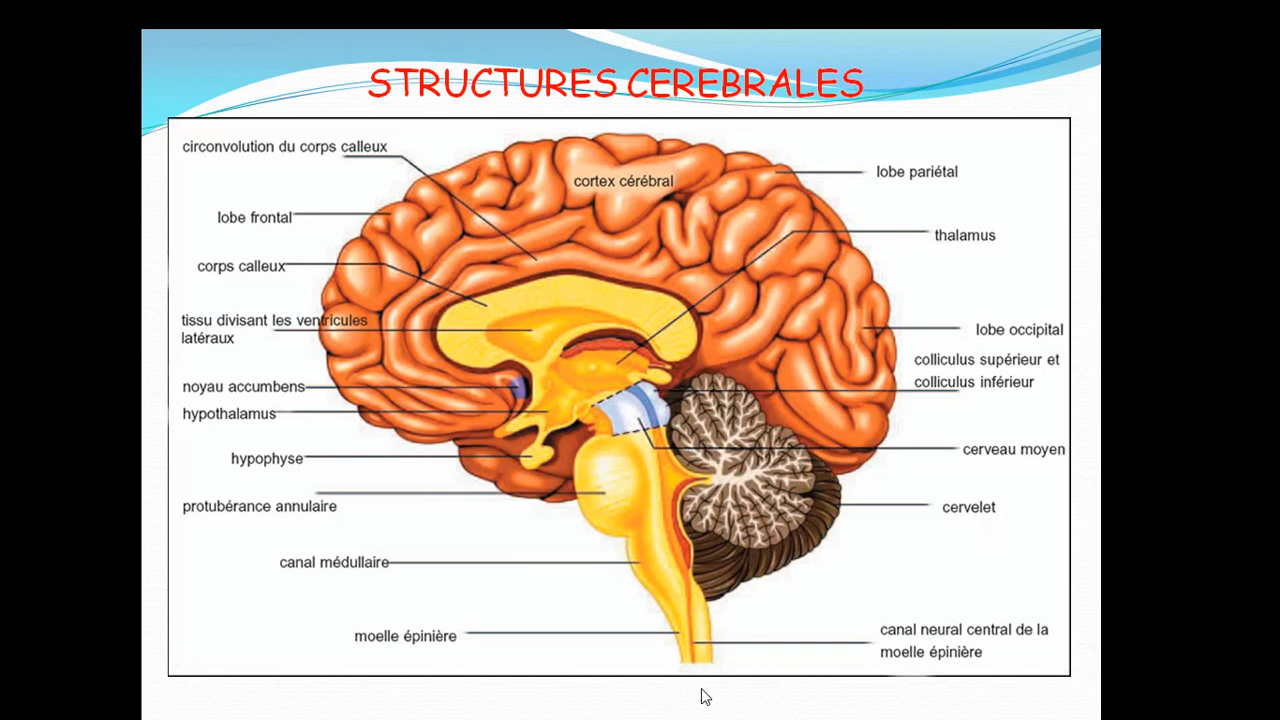 STRUCTURES CEREBRALES
circonvolution du corps calleux
cortex cérébral
lobe pariétal
lobe frontal
thalamus
corps calleux
tissu divisant les ventricules
latéraux
lobe occipital
colliculus supérieur et
colliculus inférieur
noyau accumbens
hypothalamus
hypophyse
cerveau moyen
protubérance annulaire
cervelet
canal médullaire
moelle épinière
canal neural central de la
moelle épinière